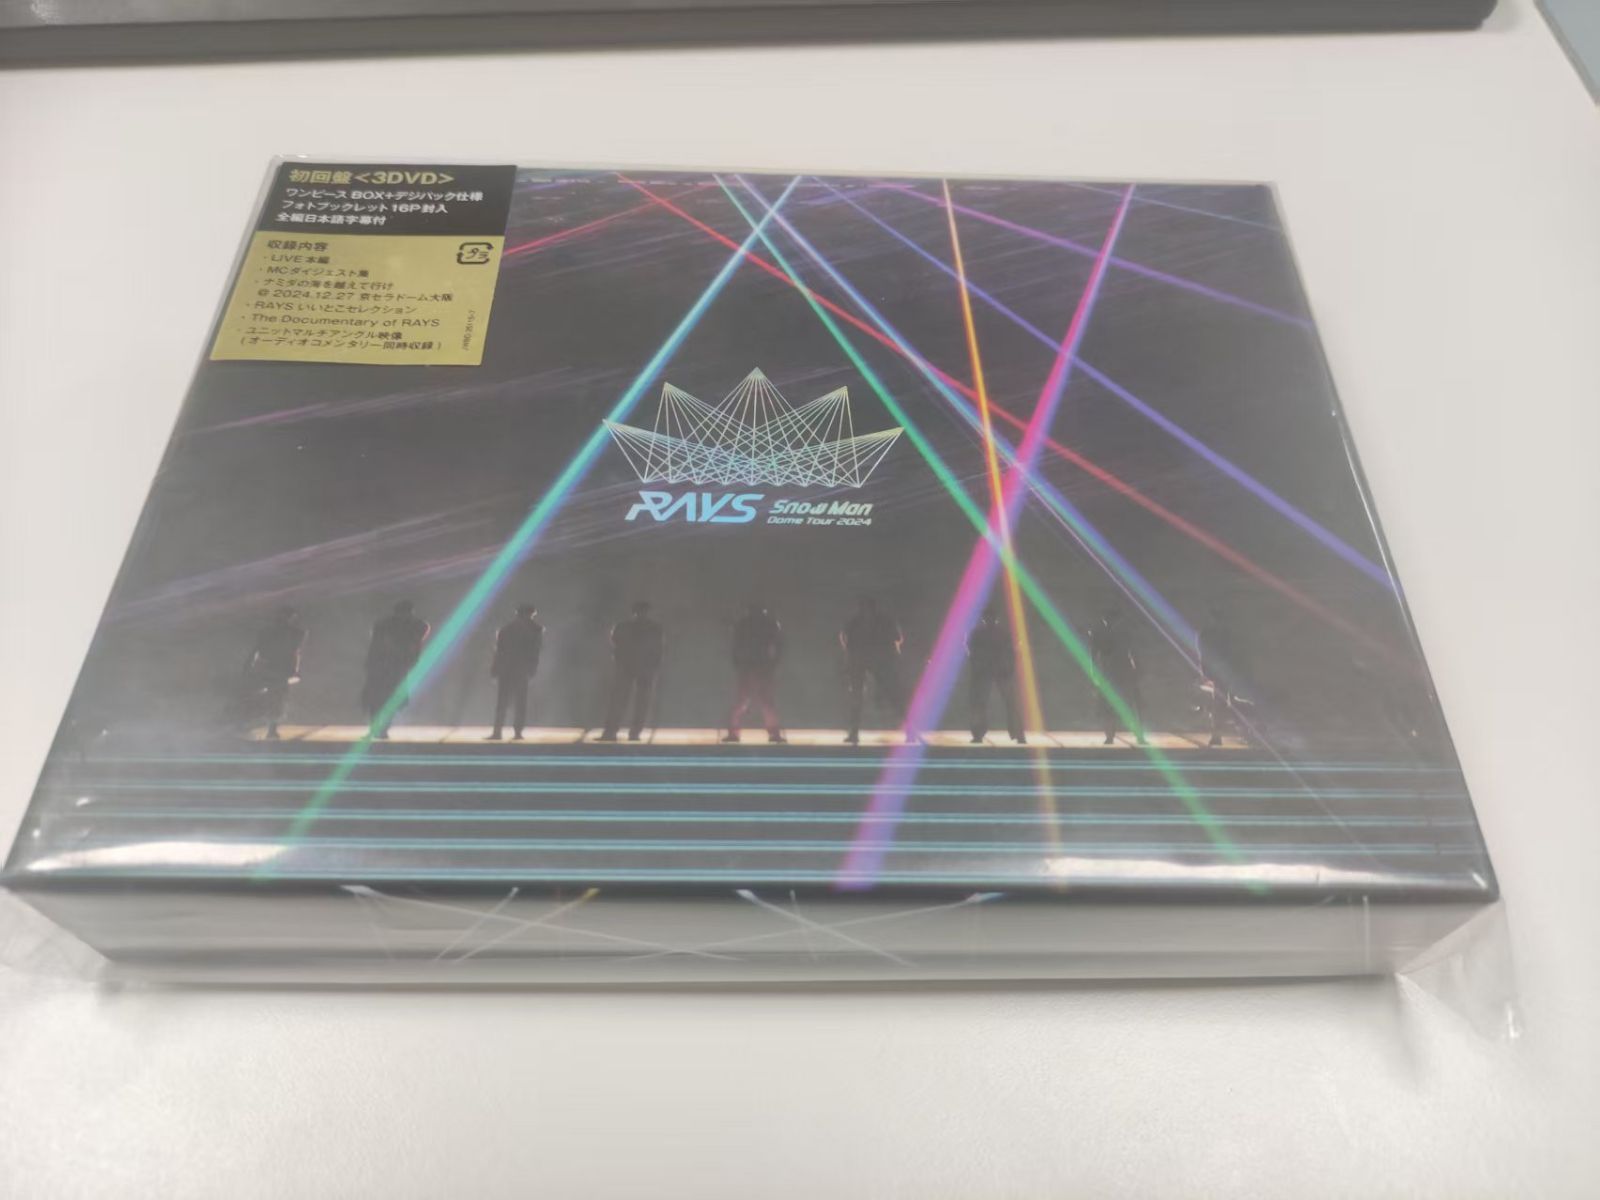 初回盤<3DVD>
ワンピースBOX+デジパック仕様
フォトブックレット16P封入
全編日本語字幕付
収録内容
・LIVE本編
・MCダイジェスト集
・ナミダの海を越えて行け
@ 2024.12.27 京セラドーム大阪
・RAYS いいとこセレクション
・The Documentary of RAYS
・ユニットマルチアングル映像
(オーディオコメンタリー同時収録)
プラ
RAYS Snow Man
Dome Tour 2024